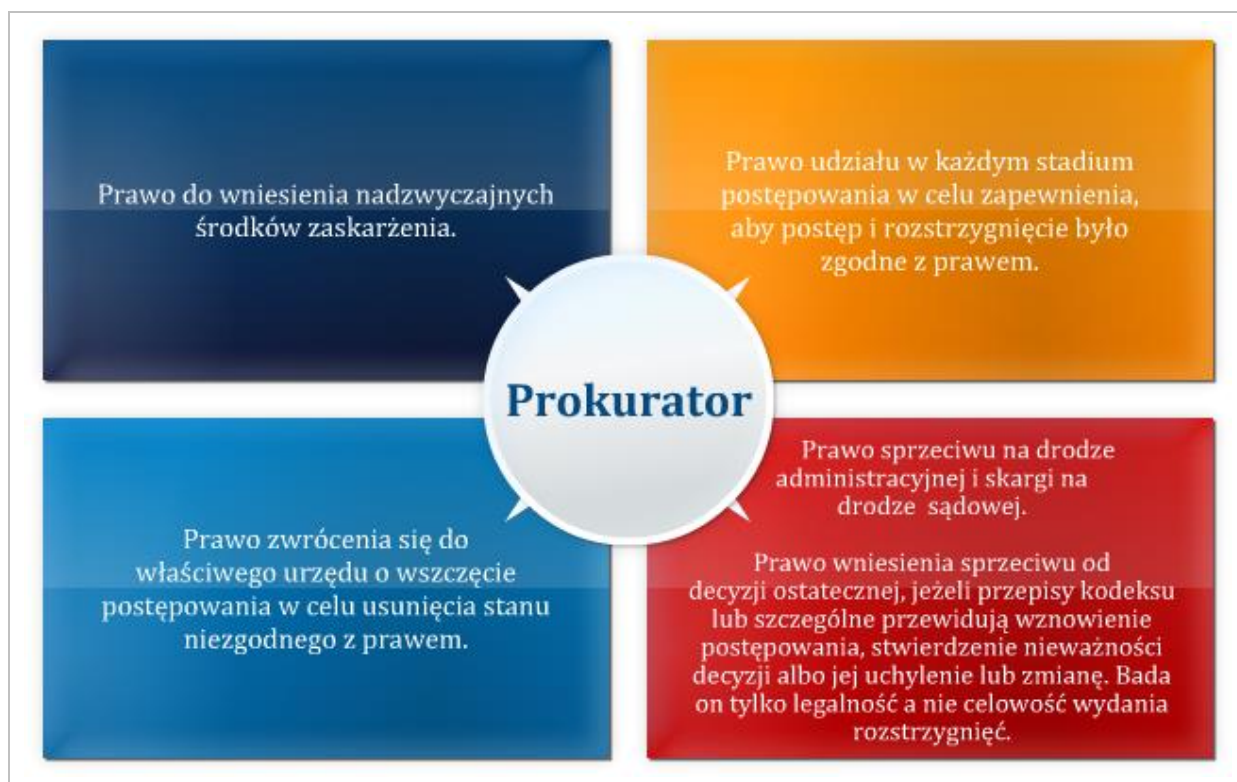 Prawo do wniesienia nadzwyczajnych
środków zaskarżenia.
Prawo udziału w każdym stadium
postępowania w celu zapewnienia,
aby postęp i rozstrzygnięcie było
zgodne z prawem.
Prokurator
Prawo zwrócenia się do
właściwego urzędu o wszczęcie
postępowania w celu usunięcia stanu
niezgodnego z prawem.
Prawo sprzeciwu na drodze
administracyjnej i skargi na
drodze sądowej.
Prawo wniesienia sprzeciwu od
decyzji ostatecznej, jeżeli przepisy kodeksu
lub szczególne przewidują wznowienie
postępowania, stwierdzenie nieważności
decyzji albo jej uchylenie lub zmianę. Bada
on tylko legalność a nie celowość wydania
rozstrzygnięć.